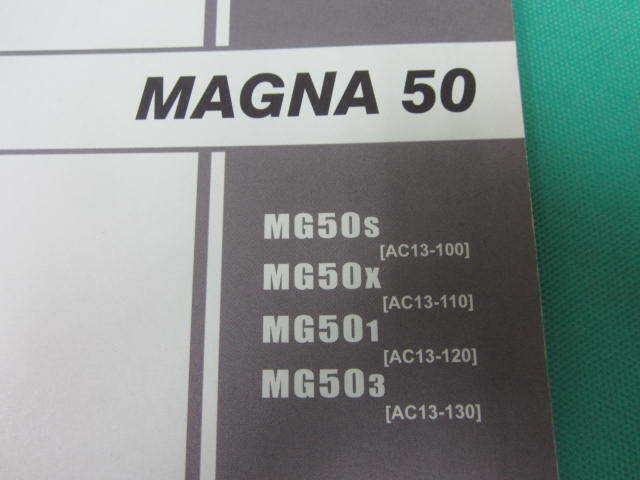 MAGNA 50
MG50S
[AC13-100]
MG50X
[AC13-110]
MG501
[AC13-120]
MG503
[AC13-130]